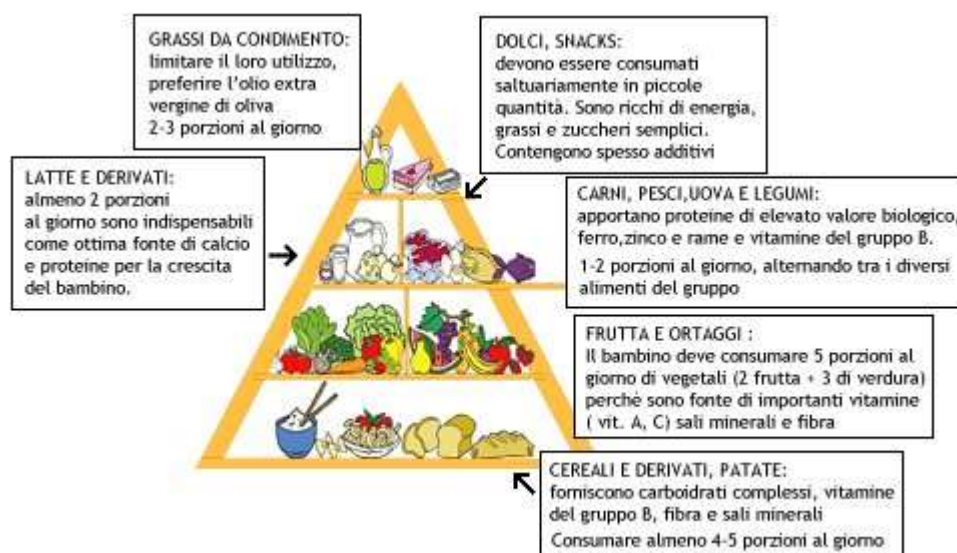 GRASSI DA CONDIMENTO:
limitare il loro utilizzo,
preferire l'olio extra
vergine di oliva
2-3 porzioni al giorno
DOLCI, SNACKS:
devono essere consumati
saltuariamente in piccole
quantità. Sono ricchi di energia,
grassi e zuccheri semplici.
Contengono spesso additivi
LATTE E DERIVATI:
almeno 2 porzioni
al giorno sono indispensabili
come ottima fonte di calcio
e proteine per la crescita
del bambino.
CARNI, PESCI,UOVA E LEGUMI:
apportano proteine di elevato valore biologico,
ferro,zinco e rame e vitamine del gruppo B.
1-2 porzioni al giorno, alternando tra i diversi
alimenti del gruppo
FRUTTA E ORTAGGI :
Il bambino deve consumare 5 porzioni al
giorno di vegetali (2 frutta + 3 di verdura)
perchè sono fonte di importanti vitamine
( vit. A, C) sali minerali e fibra
CEREALI E DERIVATI, PATATE:
forniscono carboidrati complessi, vitamine
del gruppo B, fibra e sali minerali
Consumare almeno 4-5 porzioni al giorno